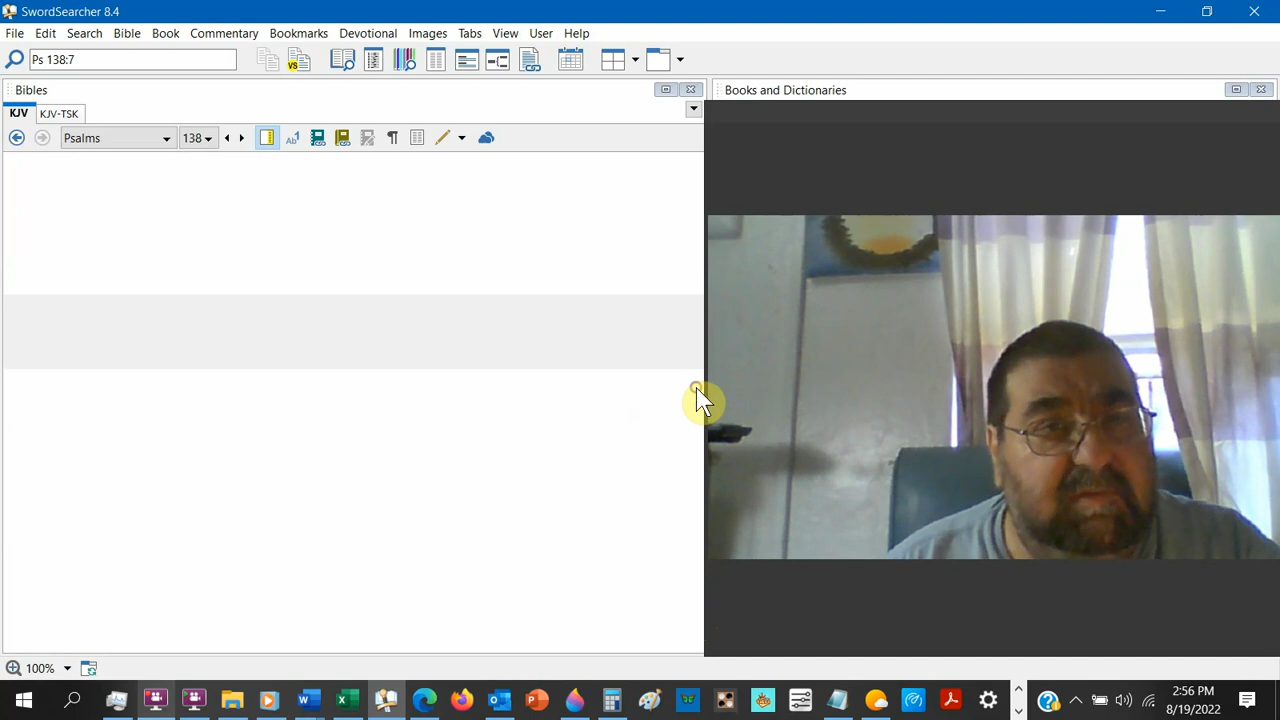 SwordSearcher 8.4
File Edit Search Bible Book Commentary Bookmarks Devotional Images Tabs View User Help
Ps 138:7
Bibles
Books and Dictionaries
KJV KJV-TSK
Psalms 138
100%
2:56 PM
8/19/2022